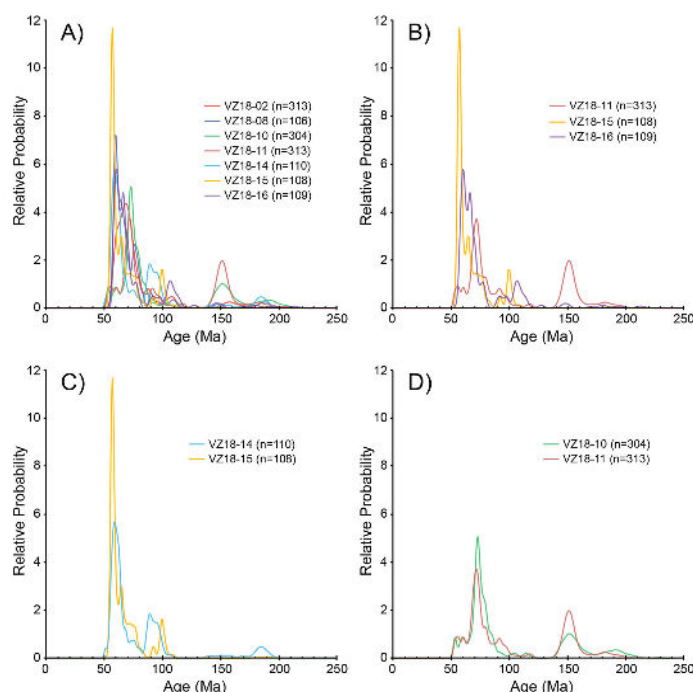 A)
Relative Probability
12
10
8
6
4
2
0
VZ18-02 (n=313)
VZ18-08 (n=106)
VZ18-10 (n=304)
VZ18-11 (n=313)
VZ18-14 (n=110)
VZ18-15 (n=108)
VZ18-16 (n=109)
0 50 100 150 200 250
Age (Ma)
B)
Relative Probability
12
10
8
6
4
2
0
VZ18-11 (n=313)
VZ18-15 (n=108)
VZ18-16 (n=109)
0 50 100 150 200 250
Age (Ma)
C)
Relative Probability
12
10
8
6
4
2
0
VZ18-14 (n=110)
VZ18-15 (n=108)
0 50 100 150 200 250
Age (Ma)
D)
Relative Probability
12
10
8
6
4
2
0
VZ18-10 (n=304)
VZ18-11 (n=313)
0 50 100 150 200 250
Age (Ma)